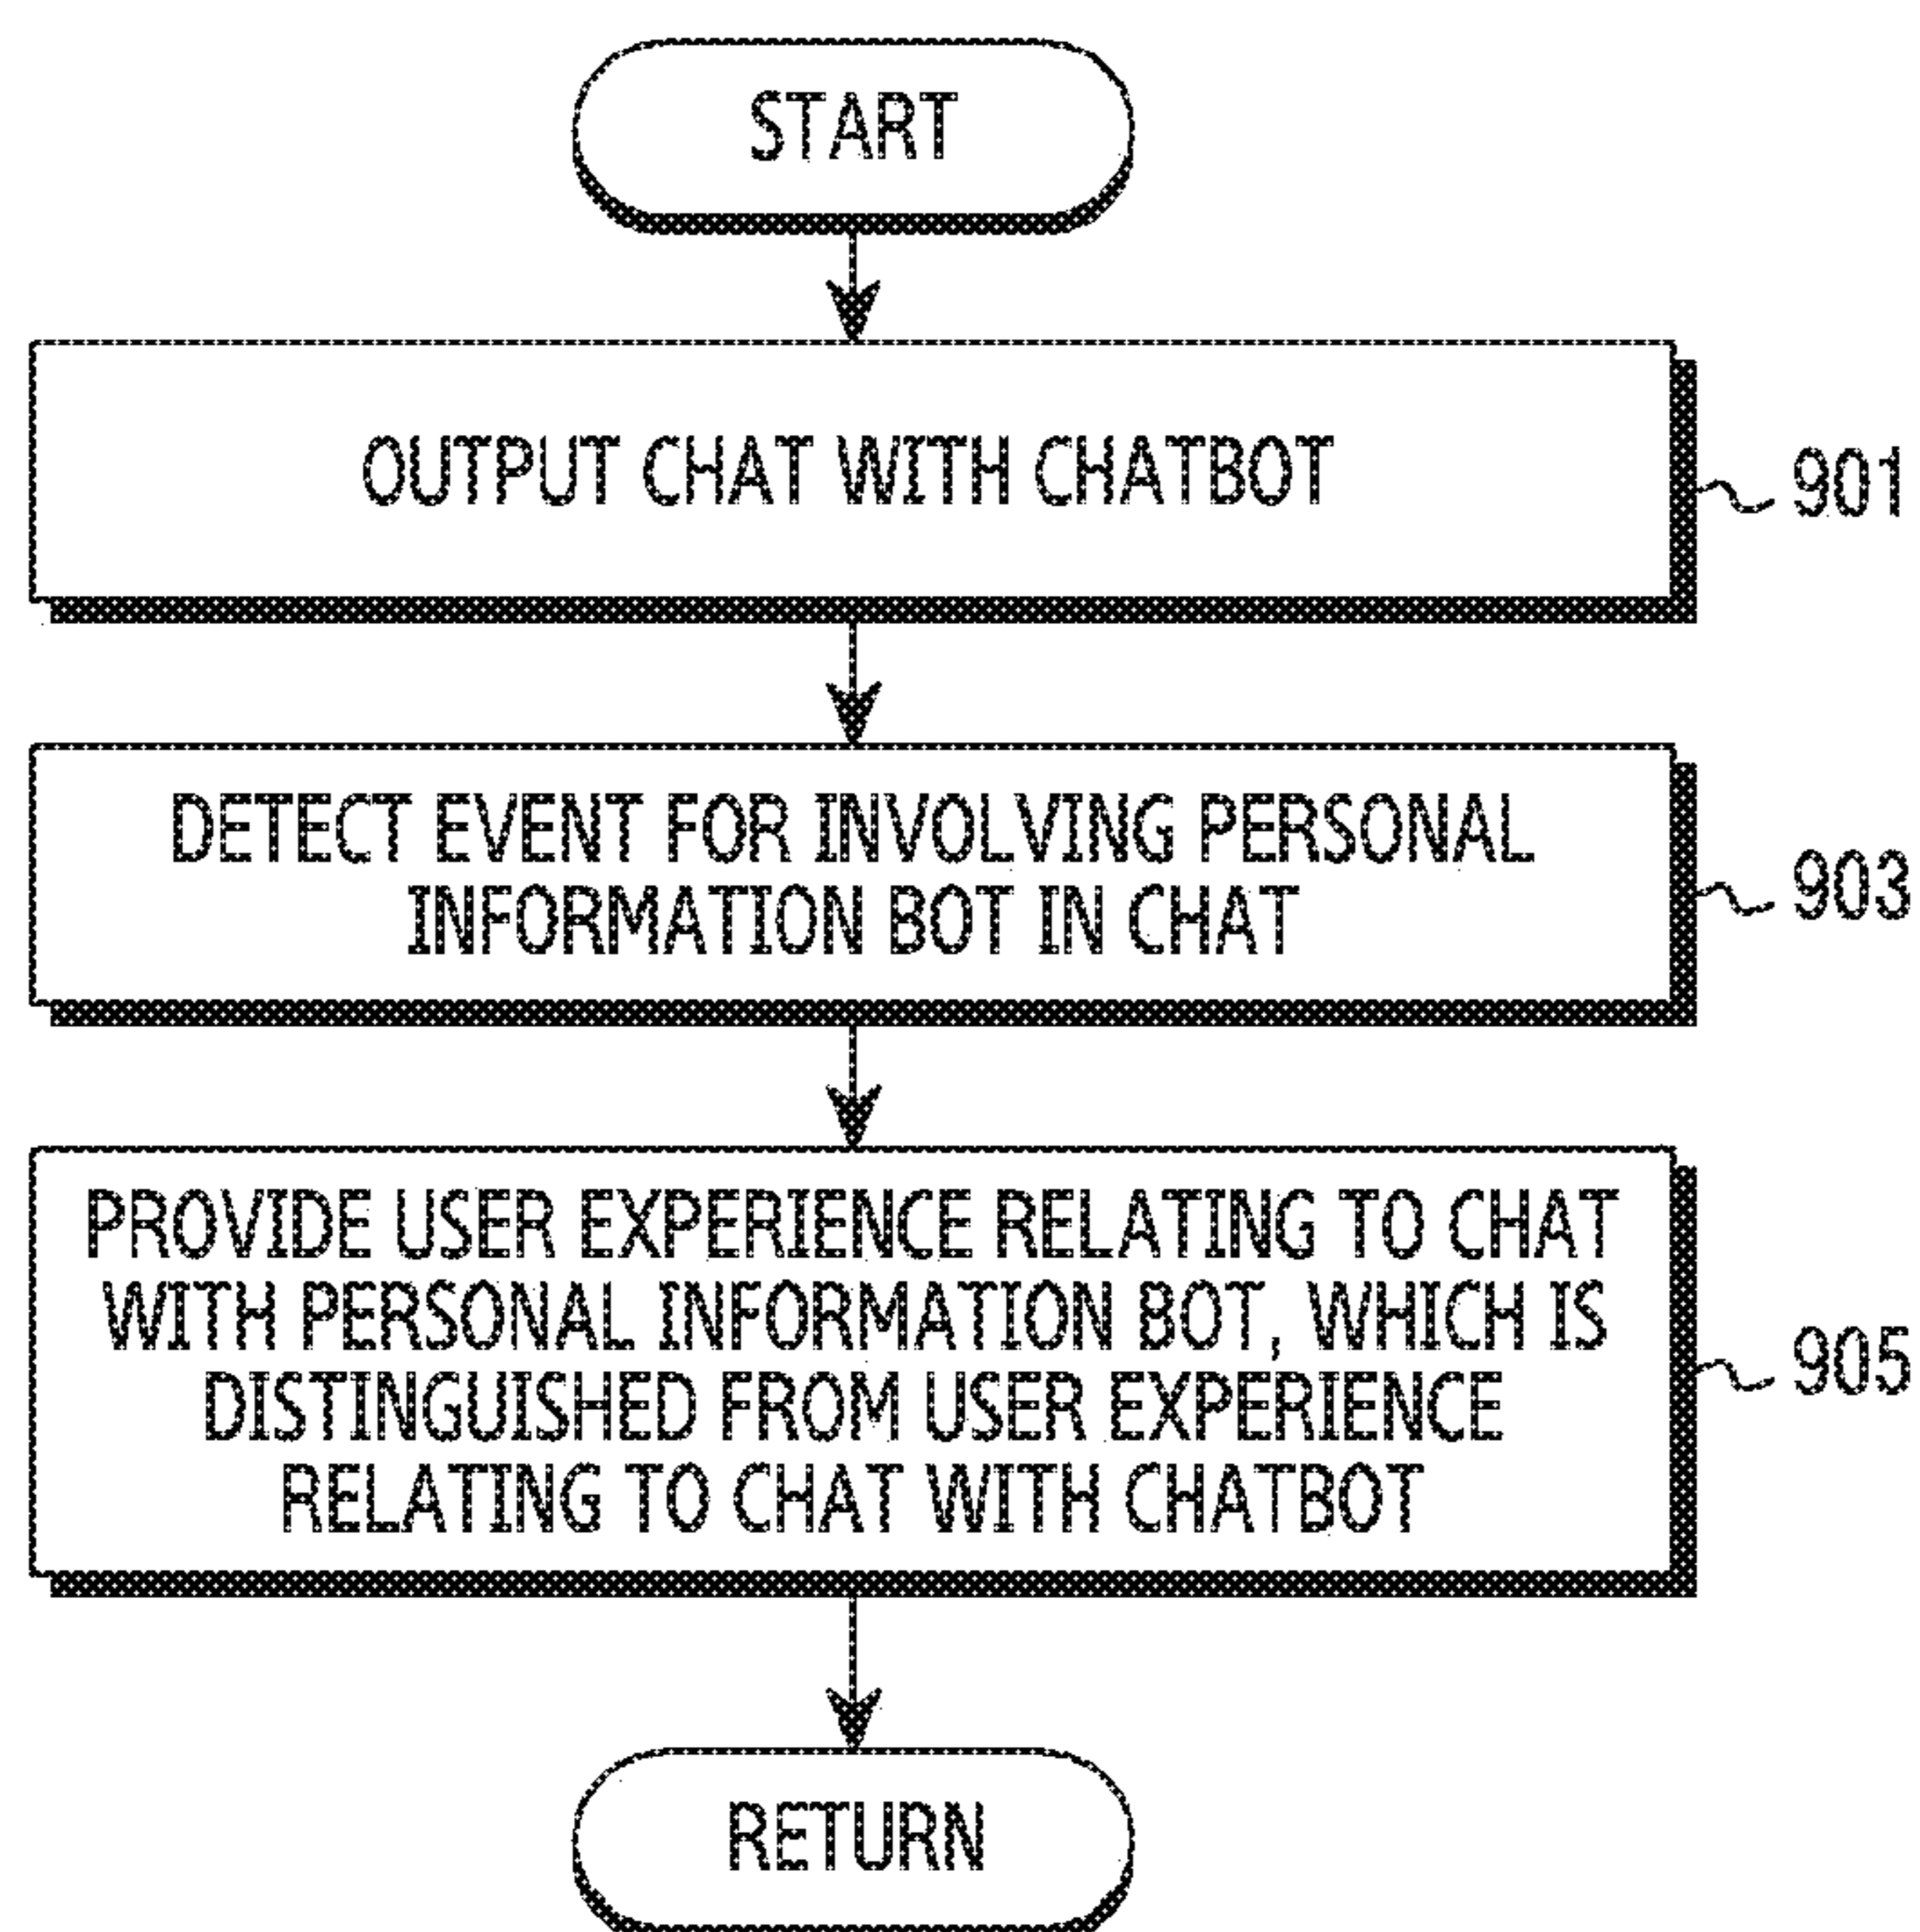 START
OUTPUT CHAT WITH CHATBOT
901
DETECT EVENT FOR INVOLVING PERSONAL
INFORMATION BOT IN CHAT
903
PROVIDE USER EXPERIENCE RELATING TO CHAT
WITH PERSONAL INFORMATION BOT, WHICH IS
DISTINGUISHED FROM USER EXPERIENCE
RELATING TO CHAT WITH CHATBOT
905
RETURN